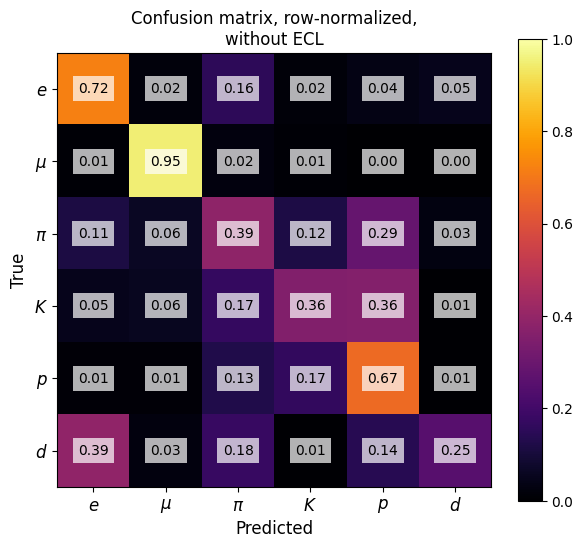 Confusion matrix, row-normalized,
without ECL
e 0.72 0.02 0.16 0.02 0.04 0.05
μ 0.01 0.95 0.02 0.01 0.00 0.00
π 0.11 0.06 0.39 0.12 0.29 0.03
K 0.05 0.06 0.17 0.36 0.36 0.01
p 0.01 0.01 0.13 0.17 0.67 0.01
d 0.39 0.03 0.18 0.01 0.14 0.25
e μ π K p d
True
Predicted
1.0
0.8
0.6
0.4
0.2
0.0